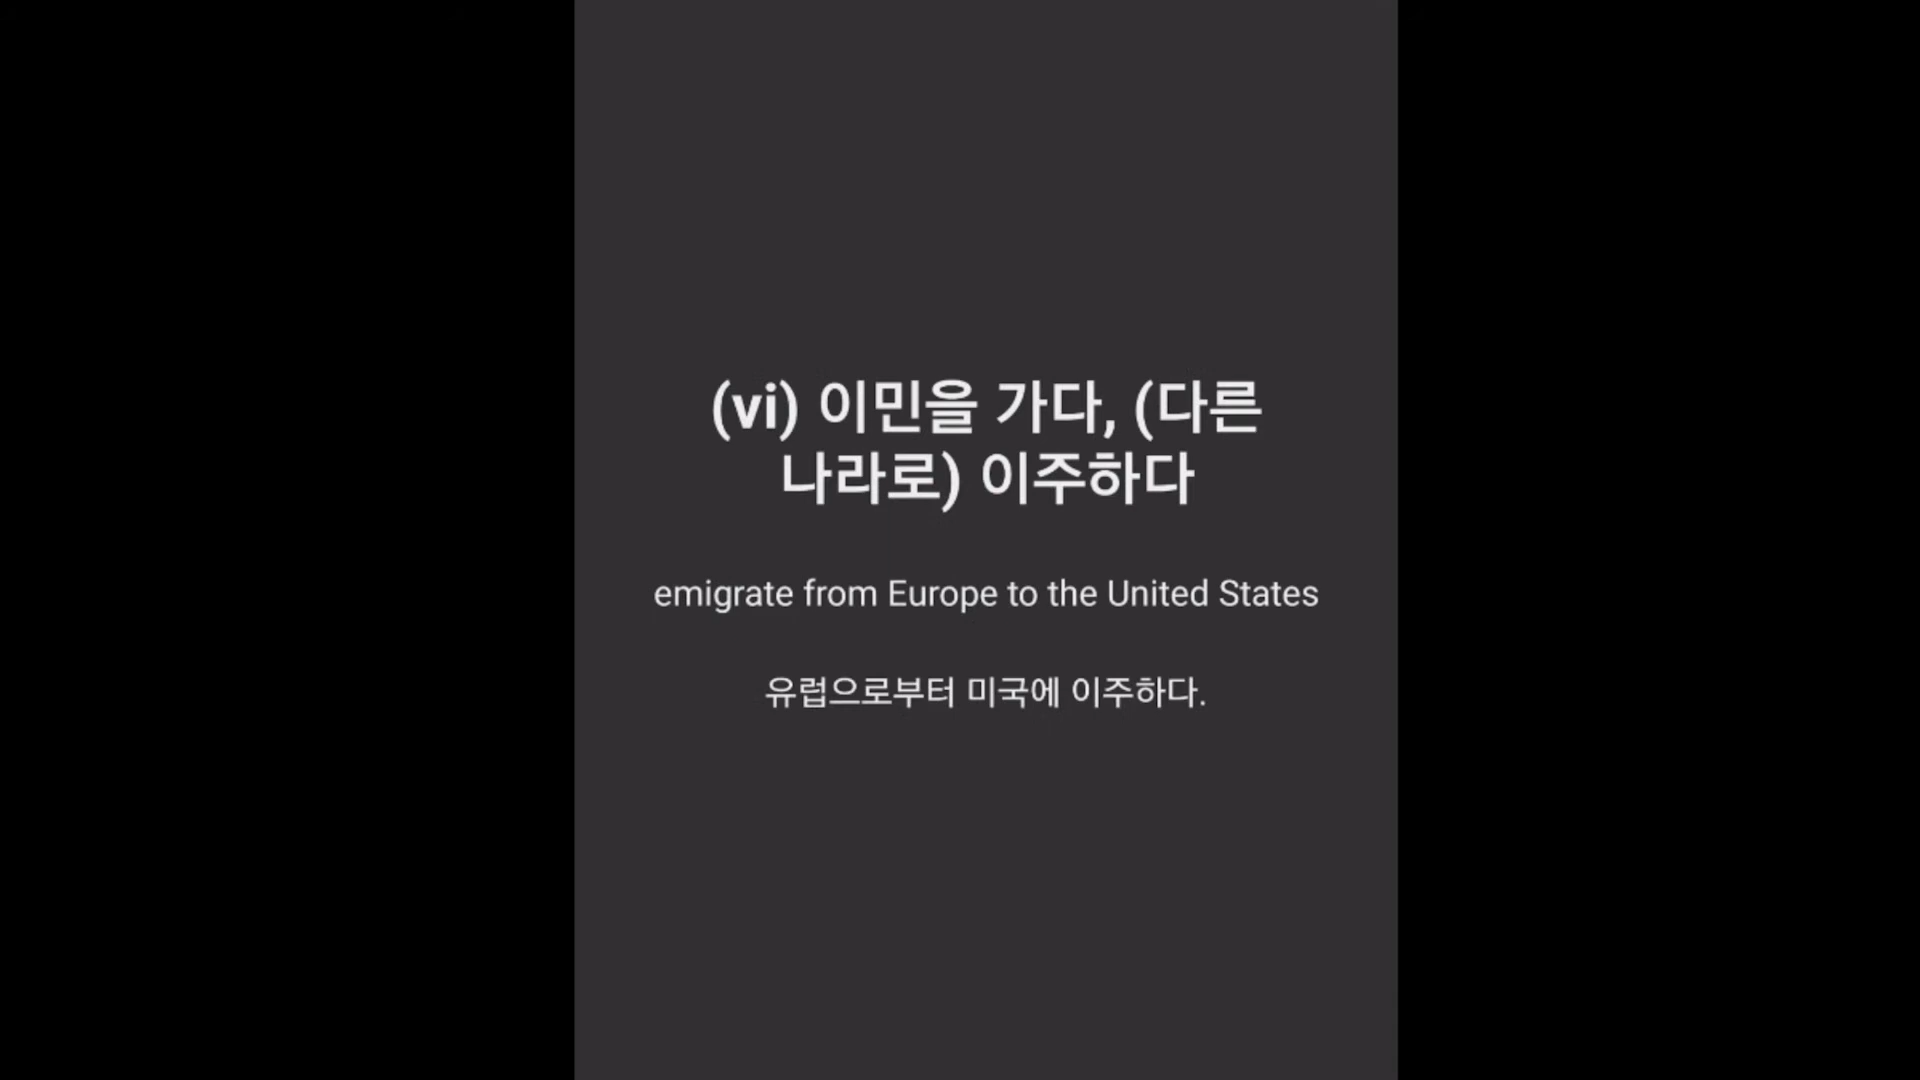 (vi) 이민을 가다, (다른
나라로) 이주하다
emigrate from Europe to the United States
유럽으로부터 미국에 이주하다.